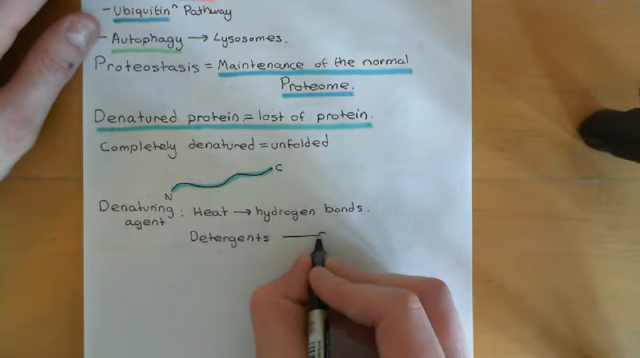 - Ubiquitin^ Pathway
- Autophagy → Lysosomes.
Proteostasis = Maintenance of the normal
Proteome.
Denatured protein = lost of protein.
Completely denatured = unfolded
C
N
Denaturing agent : Heat → hydrogen bonds.
Detergents —